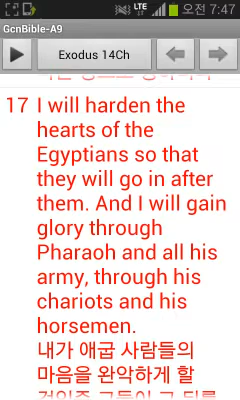 LTE 오전 7:47
GcnBible-A9
Exodus 14Ch
17 I will harden the
hearts of the
Egyptians so that
they will go in after
them. And I will gain
glory through
Pharaoh and all his
army, through his
chariots and his
horsemen.
내가 애굽 사람들의
마음을 완악하게 할